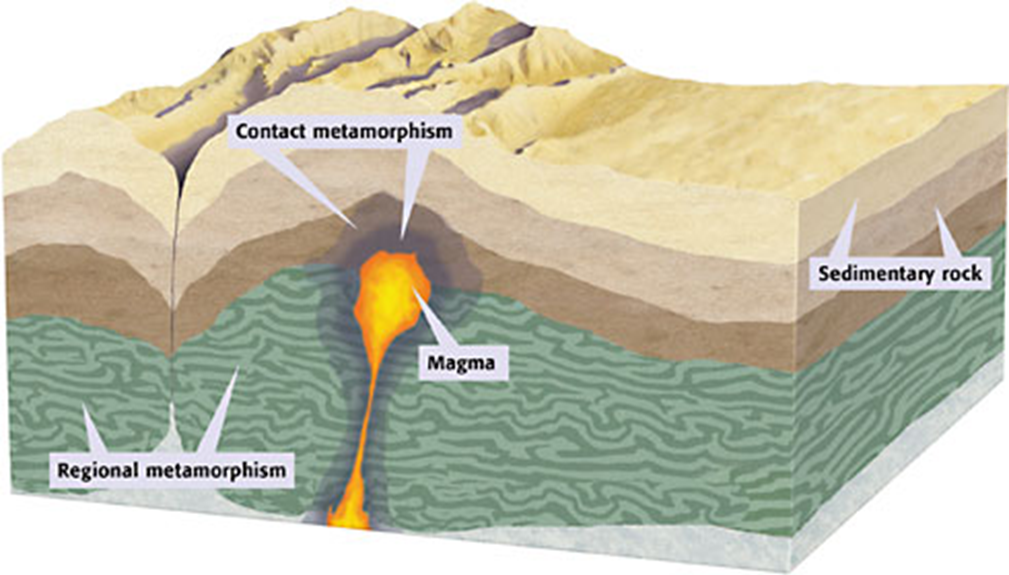 Contact metamorphism
Sedimentary rock
Magma
Regional metamorphism